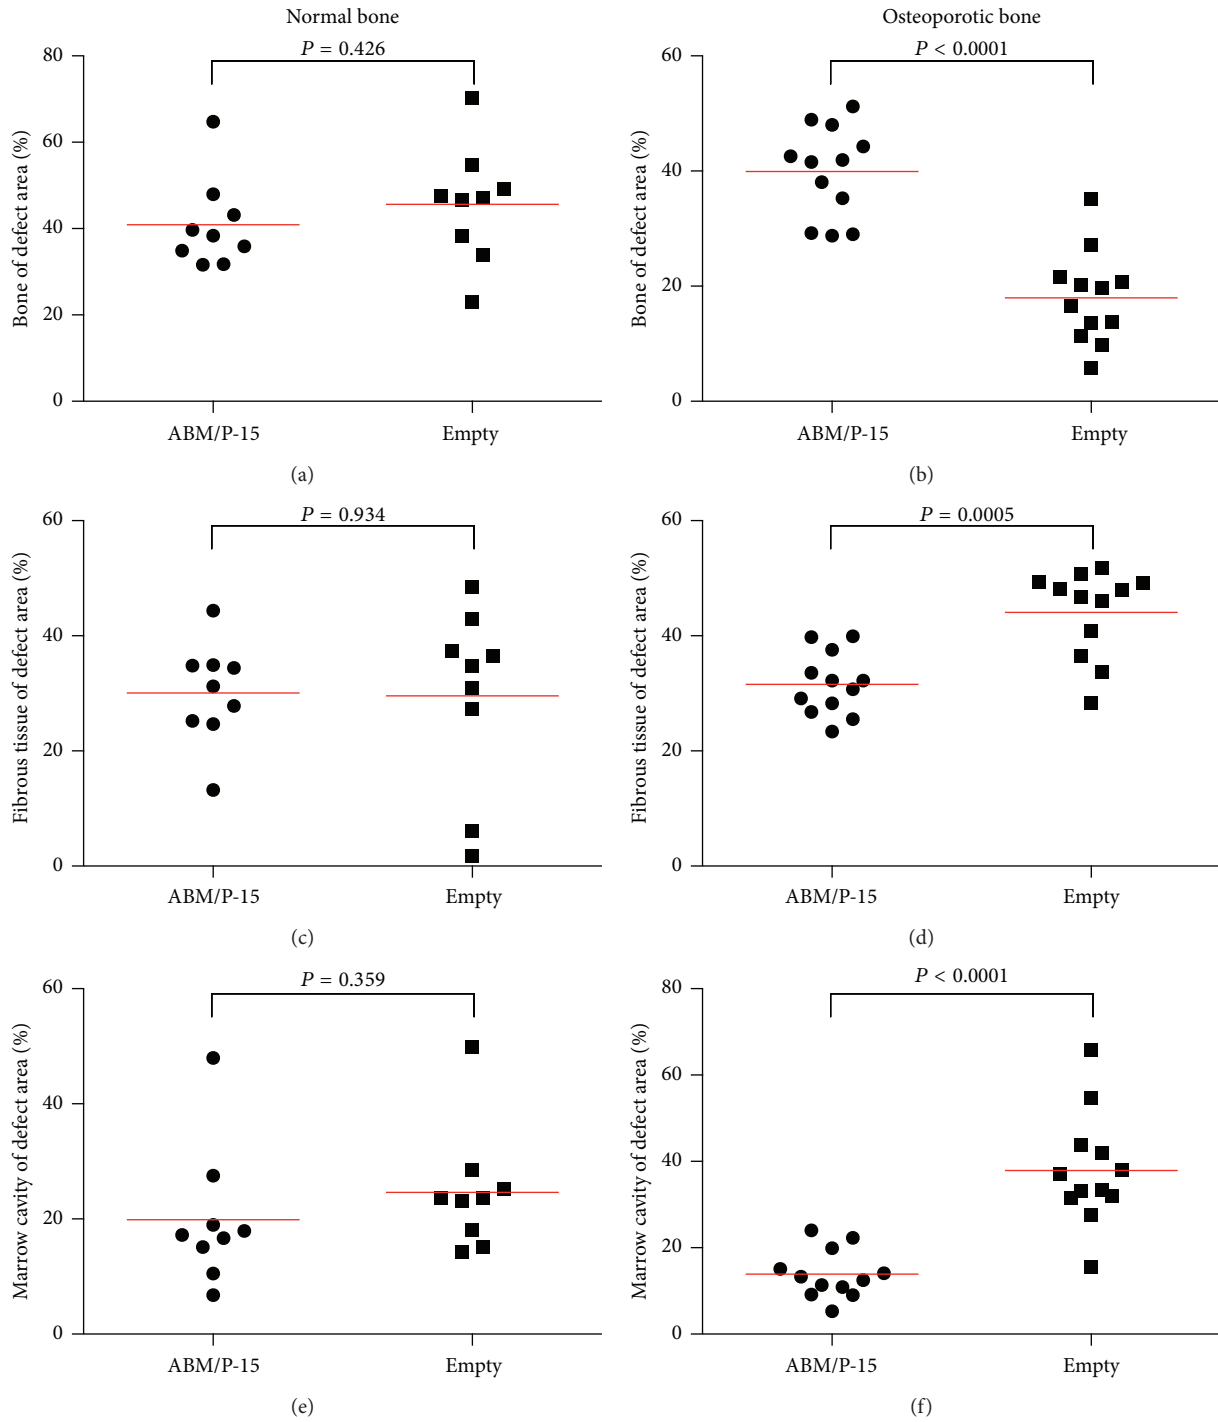 Normal bone
P = 0.426
Bone of defect area (%)
80
60
40
20
0
ABM/P-15 Empty
(a)
Osteoporotic bone
P < 0.0001
Bone of defect area (%)
60
40
20
0
ABM/P-15 Empty
(b)
P = 0.934
Fibrous tissue of defect area (%)
60
40
20
0
ABM/P-15 Empty
(c)
P = 0.0005
Fibrous tissue of defect area (%)
60
40
20
0
ABM/P-15 Empty
(d)
P = 0.359
Marrow cavity of defect area (%)
60
40
20
0
ABM/P-15 Empty
(e)
P < 0.0001
Marrow cavity of defect area (%)
80
60
40
20
0
ABM/P-15 Empty
(f)